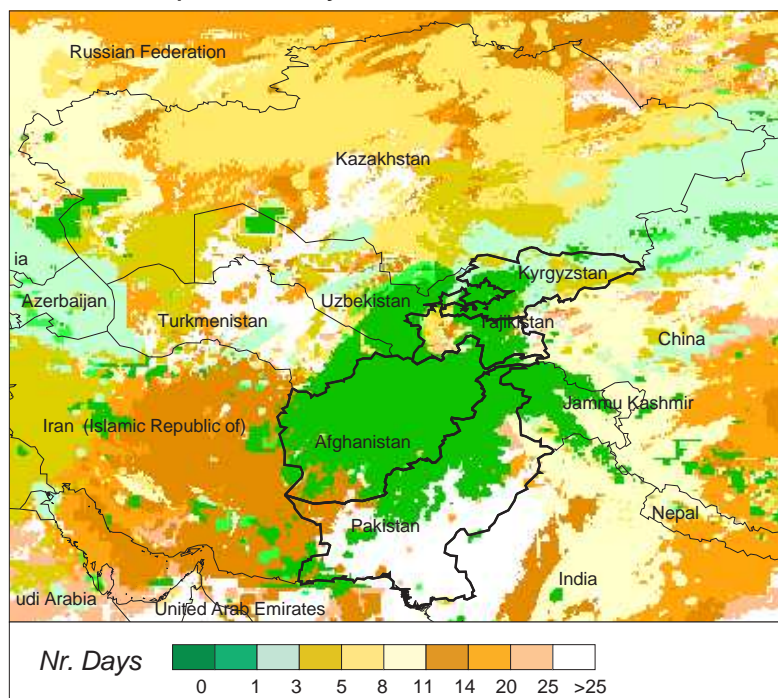 Russian Federation
Kazakhstan
ia
Kyrgyzstan
Azerbaijan
Uzbekistan
Turkmenistan
Tajikistan
China
Jammu Kashmir
Iran (Islamic Republic of)
Afghanistan
Nepal
Pakistan
India
udi Arabia
United Arab Emirates
Nr. Days
0 1 3 5 8 11 14 20 25 >25